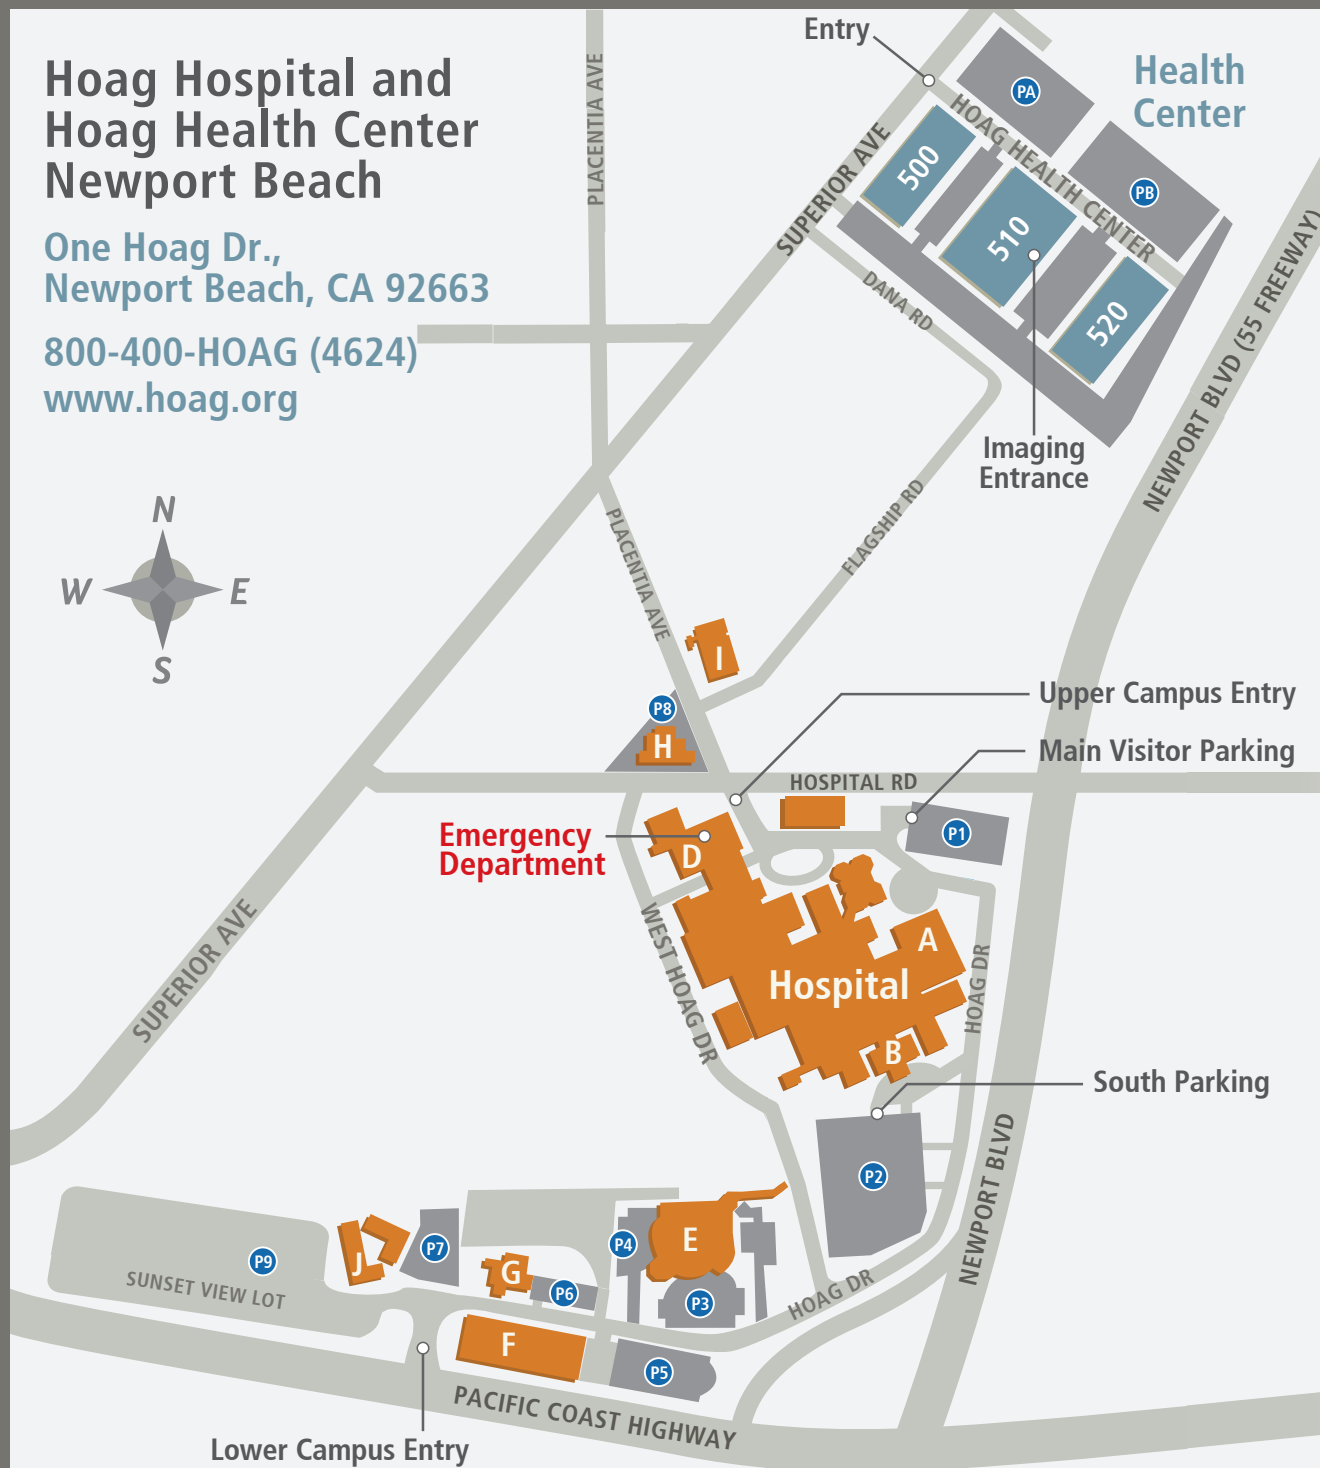 Hoag Hospital and
Hoag Health Center
Newport Beach
One Hoag Dr.,
Newport Beach, CA 92663
800-400-HOAG (4624)
www.hoag.org
Entry
Health
Center
PLACENTIA AVE
SUPERIOR AVE
HOAG HEALTH CENTER
PA
PB
500
510
520
DANA RD
NEWPORT BLVD (55 FREEWAY)
Imaging
Entrance
FLAGSHIP RD
N
W
E
S
PLACENTIA AVE
I
P8
H
Upper Campus Entry
Main Visitor Parking
HOSPITAL RD
P1
Emergency
Department
D
A
Hospital
B
WEST HOAG DR
HOAG DR
SUPERIOR AVE
South Parking
P2
NEWPORT BLVD
P9
SUNSET VIEW LOT
J
P7
G
P6
P4
E
P3
HOAG DR
F
P5
PACIFIC COAST HIGHWAY
Lower Campus Entry